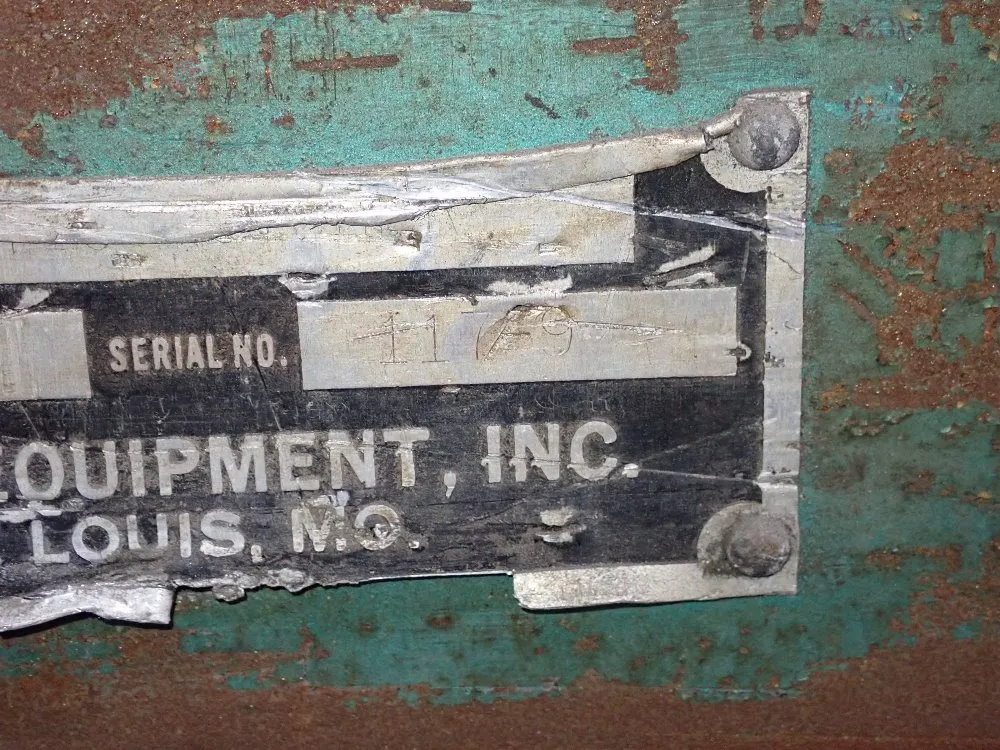 SERIAL NO.
EQUIPMENT, INC.
LOUIS, MO.